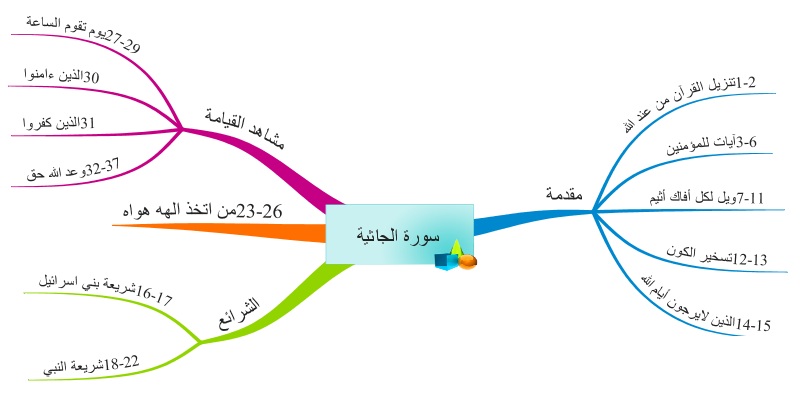 سورة الجاثية
مقدمة
1-2تنزيل القرآن من عند الله
3-6آيات للمؤمنين
7-11ويل لكل أفاك أثيم
12-13تسخير الكون
14-15الذين لايرجون أيام الله
الشرائع
16-17شريعة بني اسرائيل
18-22شريعة النبي
23-26من اتخذ الهه هواه
مشاهد القيامة
27-29يوم تقوم الساعة
30الذين ءامنوا
31الذين كفروا
32-37وعد الله حق